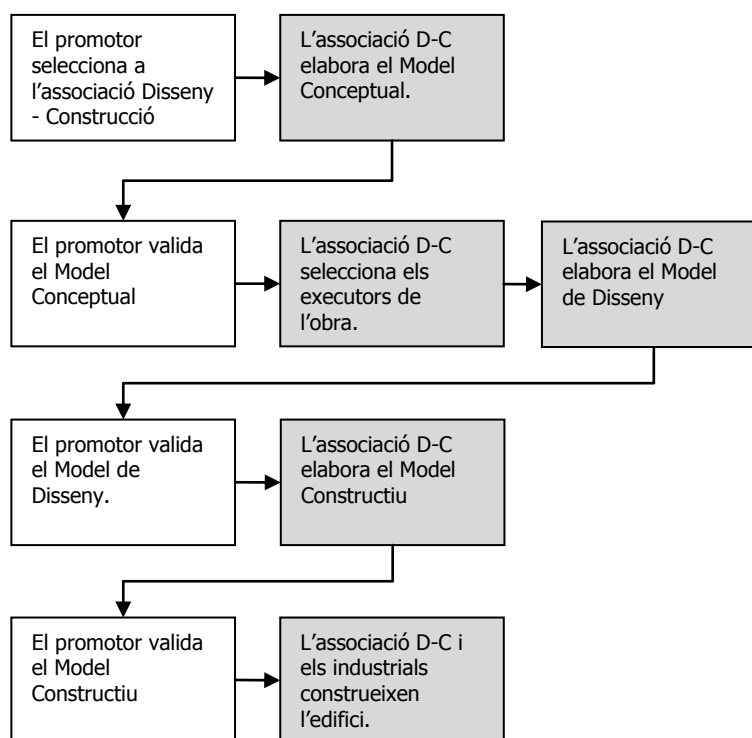 El promotor
selecciona a
l’associació Disseny
- Construcció
L’associació D-C
elabora el Model
Conceptual.
El promotor valida
el Model
Conceptual
L’associació D-C
selecciona els
executors de
l’obra.
L’associació D-C
elabora el Model
de Disseny
El promotor valida
el Model de
Disseny.
L’associació D-C
elabora el Model
Constructiu
El promotor valida
el Model
Constructiu
L’associació D-C i
els industrials
construeixen
l’edifici.